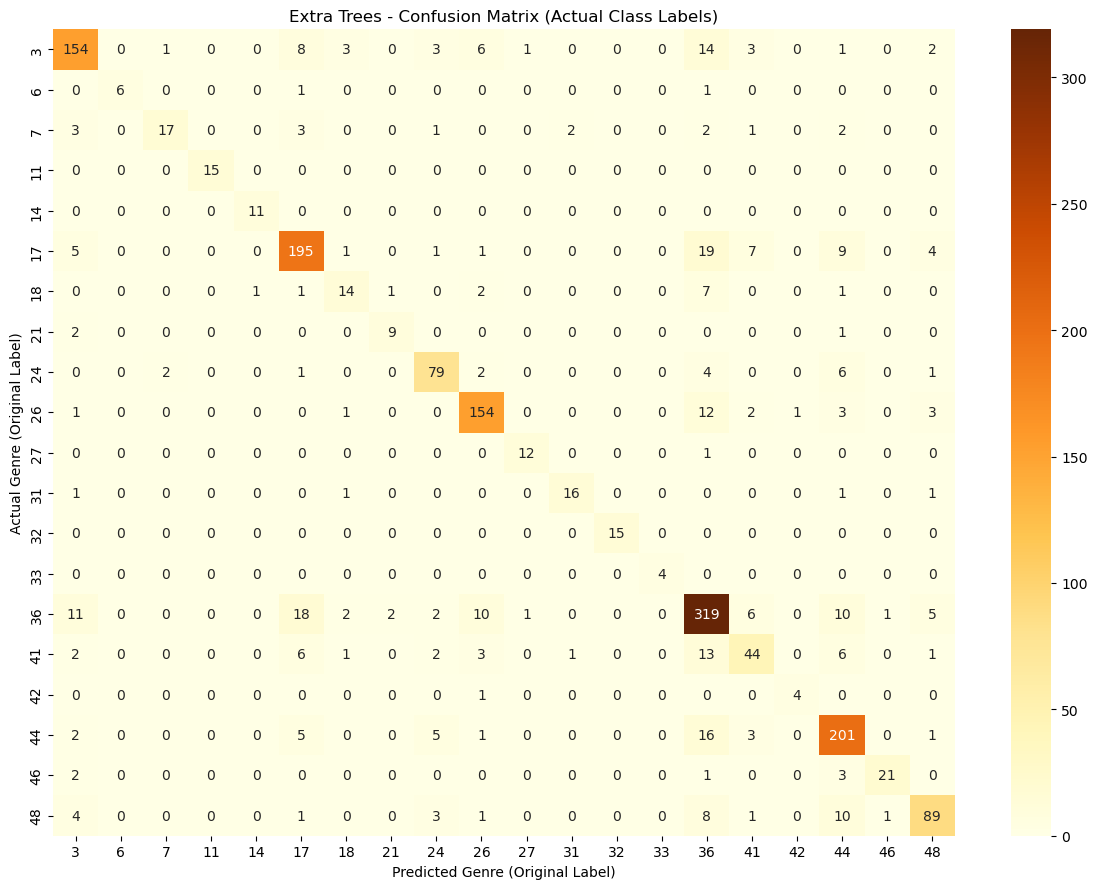 Extra Trees - Confusion Matrix (Actual Class Labels)
3 154 0 1 0 0 8 3 0 3 6 1 0 0 0 14 3 0 1 0 2
6 0 6 0 0 0 1 0 0 0 0 0 0 0 0 1 0 0 0 0 0
7 3 0 17 0 0 3 0 0 1 0 0 2 0 0 2 1 0 2 0 0
11 0 0 0 15 0 0 0 0 0 0 0 0 0 0 0 0 0 0 0 0
14 0 0 0 0 11 0 0 0 0 0 0 0 0 0 0 0 0 0 0 0
17 5 0 0 0 0 195 1 0 1 1 0 0 0 0 19 7 0 9 0 4
18 0 0 0 0 1 1 14 1 0 2 0 0 0 0 7 0 0 1 0 0
21 2 0 0 0 0 0 0 9 0 0 0 0 0 0 0 0 0 1 0 0
24 0 0 2 0 0 1 0 0 79 2 0 0 0 0 4 0 0 6 0 1
26 1 0 0 0 0 0 1 0 0 154 0 0 0 0 12 2 1 3 0 3
27 0 0 0 0 0 0 0 0 0 0 12 0 0 0 1 0 0 0 0 0
31 1 0 0 0 0 0 1 0 0 0 0 16 0 0 0 0 0 1 0 1
32 0 0 0 0 0 0 0 0 0 0 0 0 15 0 0 0 0 0 0 0
33 0 0 0 0 0 0 0 0 0 0 0 0 0 4 0 0 0 0 0 0
36 11 0 0 0 0 18 2 2 2 10 1 0 0 0 319 6 0 10 1 5
41 2 0 0 0 0 6 1 0 2 3 0 1 0 0 13 44 0 6 0 1
42 0 0 0 0 0 0 0 0 0 1 0 0 0 0 0 0 4 0 0 0
44 2 0 0 0 0 5 0 0 5 1 0 0 0 0 16 3 0 201 0 1
46 2 0 0 0 0 0 0 0 0 0 0 0 0 0 1 0 0 3 21 0
48 4 0 0 0 0 1 0 0 3 1 0 0 0 0 8 1 0 10 1 89
3 6 7 11 14 17 18 21 24 26 27 31 32 33 36 41 42 44 46 48
Predicted Genre (Original Label)
Actual Genre (Original Label)
300
250
200
150
100
50
0